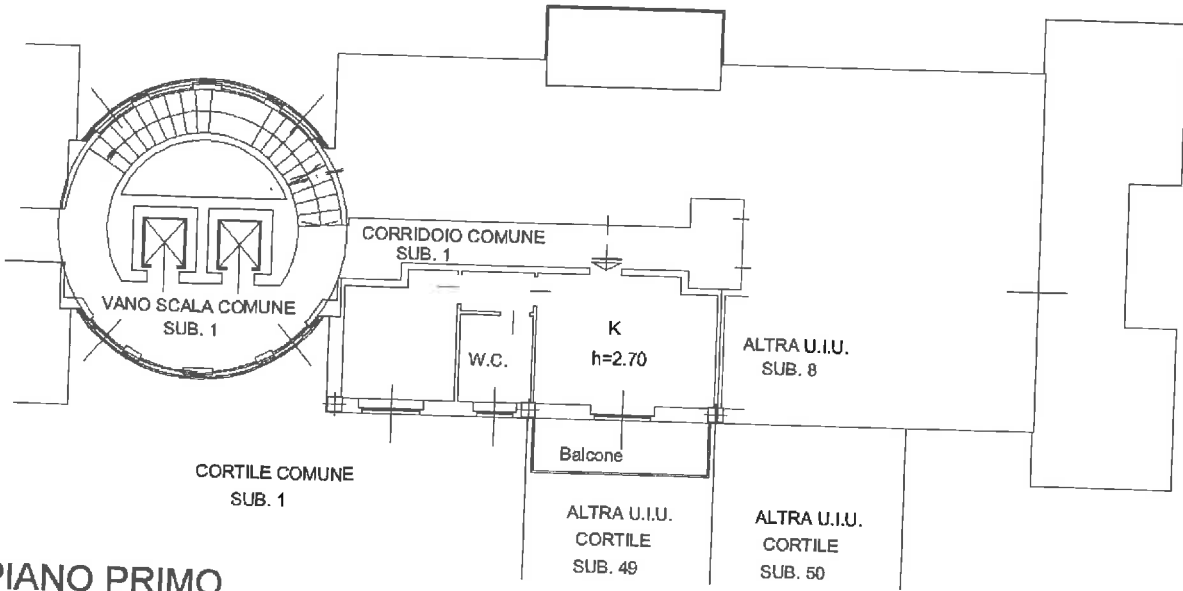 CORRIDOIO COMUNE
SUB. 1
VANO SCALA COMUNE
SUB. 1
K
h=2.70
W.C.
ALTRA U.I.U.
SUB. 8
Balcone
CORTILE COMUNE
SUB. 1
ALTRA U.I.U.
CORTILE
SUB. 49
ALTRA U.I.U.
CORTILE
SUB. 50
PIANO PRIMO